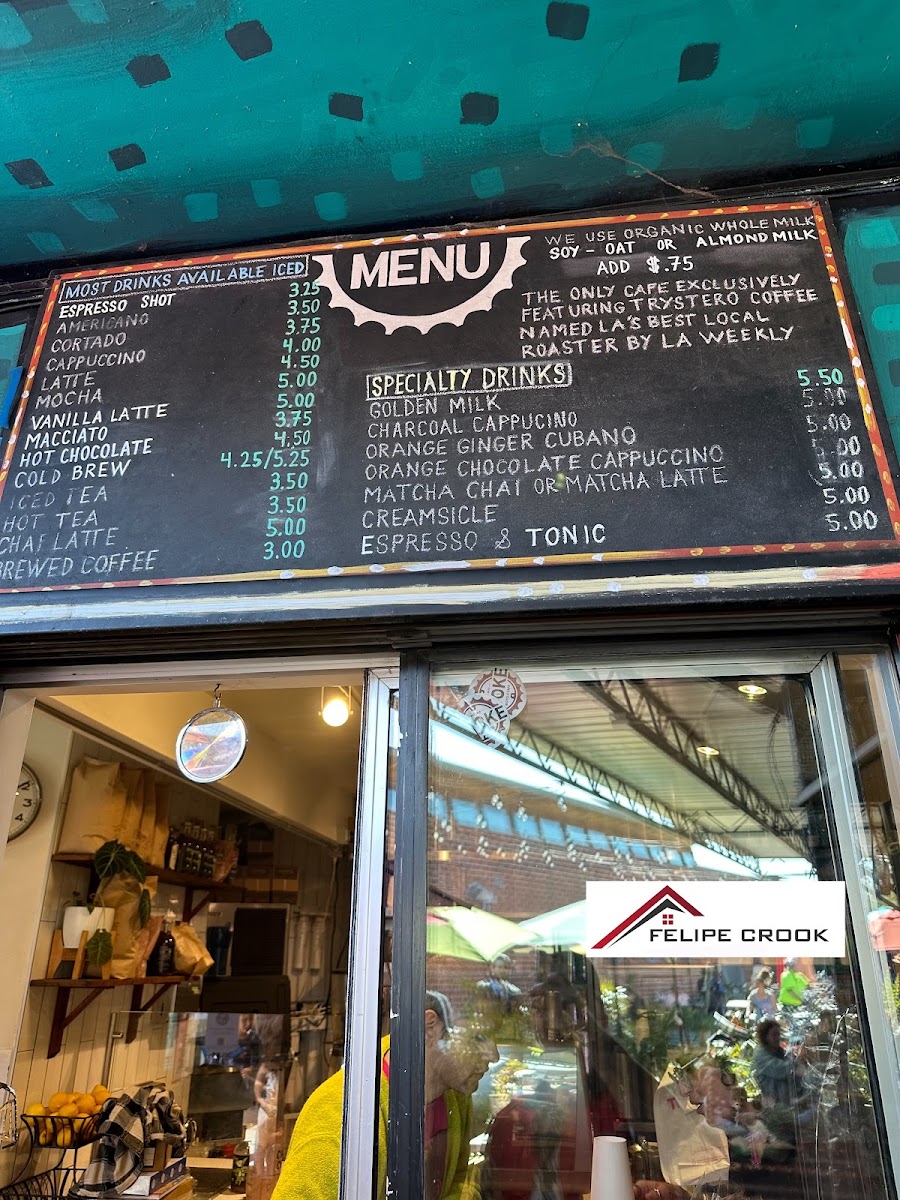 MOST DRINKS AVAILABLE ICED
ESPRESSO SHOT 3.25
AMERICANO 3.50
CORTADO 3.75
CAPPUCCINO 4.00
LATTE 4.50
MOCHA 5.00
VANILLA LATTE 5.00
MACCIATO 3.75
HOT CHOCOLATE 4.50
COLD BREW 4.25/5.25
ICED TEA 3.50
HOT TEA 3.50
CHAI LATTE 5.00
BREWED COFFEE 3.00
MENU
WE USE ORGANIC WHOLE MILK
SOY - OAT OR ALMOND MILK
ADD $.75
THE ONLY CAFE EXCLUSIVELY
FEATURING TRYSTERO COFFEE
NAMED LA'S BEST LOCAL
ROASTER BY LA WEEKLY
SPECIALTY DRINKS
GOLDEN MILK 5.50
CHARCOAL CAPPUCINO 5.00
ORANGE GINGER CUBANO 5.00
ORANGE CHOCOLATE CAPPUCCINO 5.00
MATCHA CHAI OR MATCHA LATTE 5.00
CREAMSICLE 5.00
ESPRESSO & TONIC 5.00
2
3
4
FELIPE CROOK